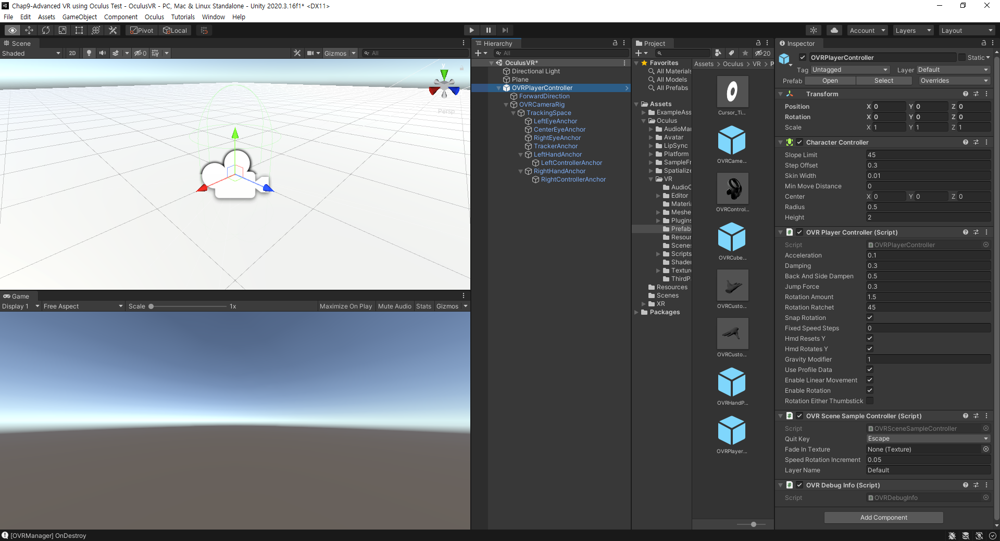 Chap9-Advanced VR using Oculus Test - OculusVR - PC, Mac & Linux Standalone - Unity 2020.3.16f1* <DX11>
File Edit Assets GameObject Component Oculus Tutorials Window Help
Pivot Local Account Layers Layout
Scene
Shaded 2D 0 Gizmos All
y
Persp
Game
Display 1 Free Aspect Scale 1x Maximize On Play Mute Audio Stats Gizmos
[OVRManager] OnDestroy
Hierarchy
All
OculusVR*
Directional Light
Plane
OVRPlayerController
ForwardDirection
OVRCameraRig
TrackingSpace
LeftEyeAnchor
CenterEyeAnchor
RightEyeAnchor
TrackerAnchor
LeftHandAnchor
LeftControllerAnchor
RightHandAnchor
RightControllerAnchor
Project
20
Favorites
All Materials
All Models
All Prefabs
Assets
ExampleAss
Oculus
AudioMar
Avatar
LipSync
Platform
SampleFr
Spatialize
VR
AudioC
Editor
Materia
Meshe
Plugins
Prefab
Resour
Scenes
Scripts
Shader
Texture
ThirdP
Resources
Scenes
XR
Packages
Assets > Oculus > VR > P
Cursor_Ti...
OVRCame...
OVRControl...
OVRCube...
OVRCusto...
OVRCusto...
OVRHandP...
OVRPlayer...
Inspector
OVRPlayerController Static
Tag Untagged Layer Default
Prefab Open Select Overrides
Transform
Position X 0 Y 0 Z 0
Rotation X 0 Y 0 Z 0
Scale X 1 Y 1 Z 1
Character Controller
Slope Limit 45
Step Offset 0.3
Skin Width 0.01
Min Move Distance 0
Center X 0 Y 0 Z 0
Radius 0.5
Height 2
OVR Player Controller (Script)
Script OVRPlayerController
Acceleration 0.1
Damping 0.3
Back And Side Dampen 0.5
Jump Force 0.3
Rotation Amount 1.5
Rotation Ratchet 45
Snap Rotation
Fixed Speed Steps 0
Hmd Resets Y
Hmd Rotates Y
Gravity Modifier 1
Use Profile Data
Enable Linear Movement
Enable Rotation
Rotation Either Thumbstick
OVR Scene Sample Controller (Script)
Script OVRSceneSampleController
Quit Key Escape
Fade In Texture None (Texture)
Speed Rotation Increment 0.05
Layer Name Default
OVR Debug Info (Script)
Script OVRDebugInfo
Add Component